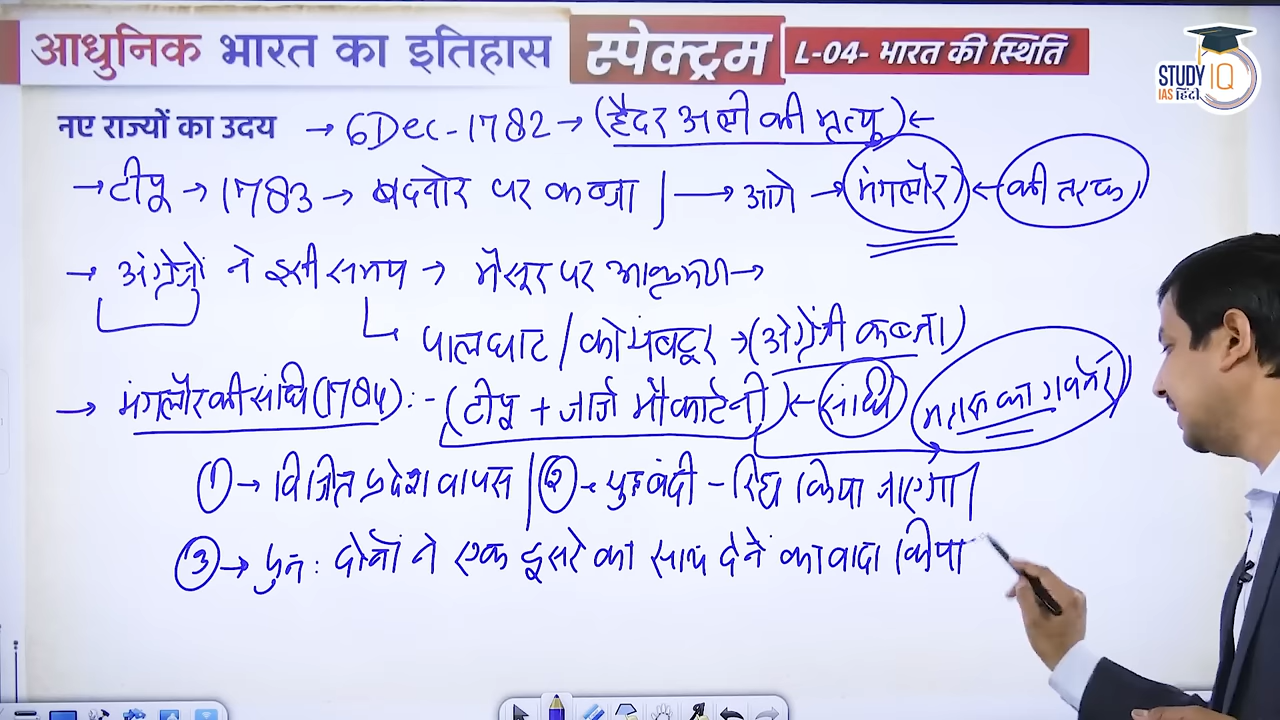 आधुनिक भारत का इतिहास स्पेक्ट्रम L-04- भारत की स्थिति
STUDY IQ
IAS हिंदी
नए राज्यों का उदय → 6 Dec-1782 → (हैदर अली की मृत्यु) ←
→ टीपू → 1783 → बदनोर पर कब्जा | → आगे → मंगलौर ← की तरफ
→ अंग्रेजों ने इसी समय → मैसूर पर आक्रमण →
पालघाट / कोयंबटूर → (अंग्रेजी कब्जा)
→ मंगलौर की संधि (1784) :- (टीपू + जार्ज मैकार्टनी) ← संधि मद्रास का गवर्नर
① → विजित प्रदेश वापस | ② → युद्धबंदी - रिहा किया जाएगा |
③ → पुनः दोनों ने एक दूसरे का साथ देने का वादा किया